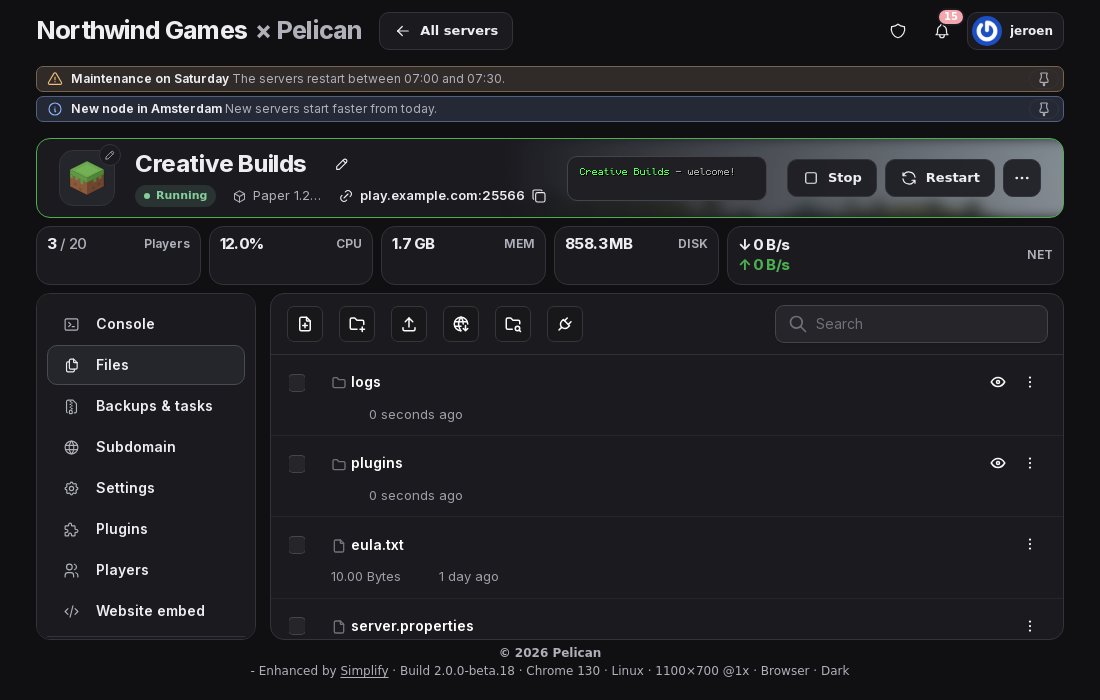 Northwind Games × Pelican
All servers
15
jeroen
Maintenance on Saturday The servers restart between 07:00 and 07:30.
New node in Amsterdam New servers start faster from today.
Creative Builds
Running
Paper 1.2…
play.example.com:25566
Creative Builds – welcome!
Stop
Restart
3 / 20 Players
12.0% CPU
1.7 GB MEM
858.3 MB DISK
↓ 0 B/s
↑ 0 B/s
NET
Console
Files
Backups & tasks
Subdomain
Settings
Plugins
Players
Website embed
Search
logs
0 seconds ago
plugins
0 seconds ago
eula.txt
10.00 Bytes 1 day ago
server.properties
© 2026 Pelican
- Enhanced by Simplify · Build 2.0.0-beta.18 · Chrome 130 · Linux · 1100×700 @1x · Browser · Dark